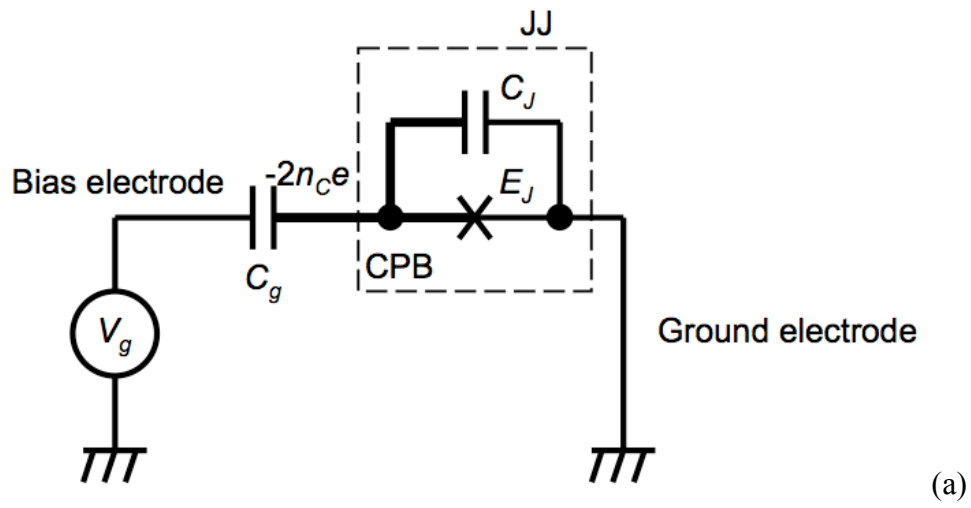 JJ
C_J
Bias electrode
-2n_Ce
E_J
C_g
CPB
V_g
Ground electrode
(a)